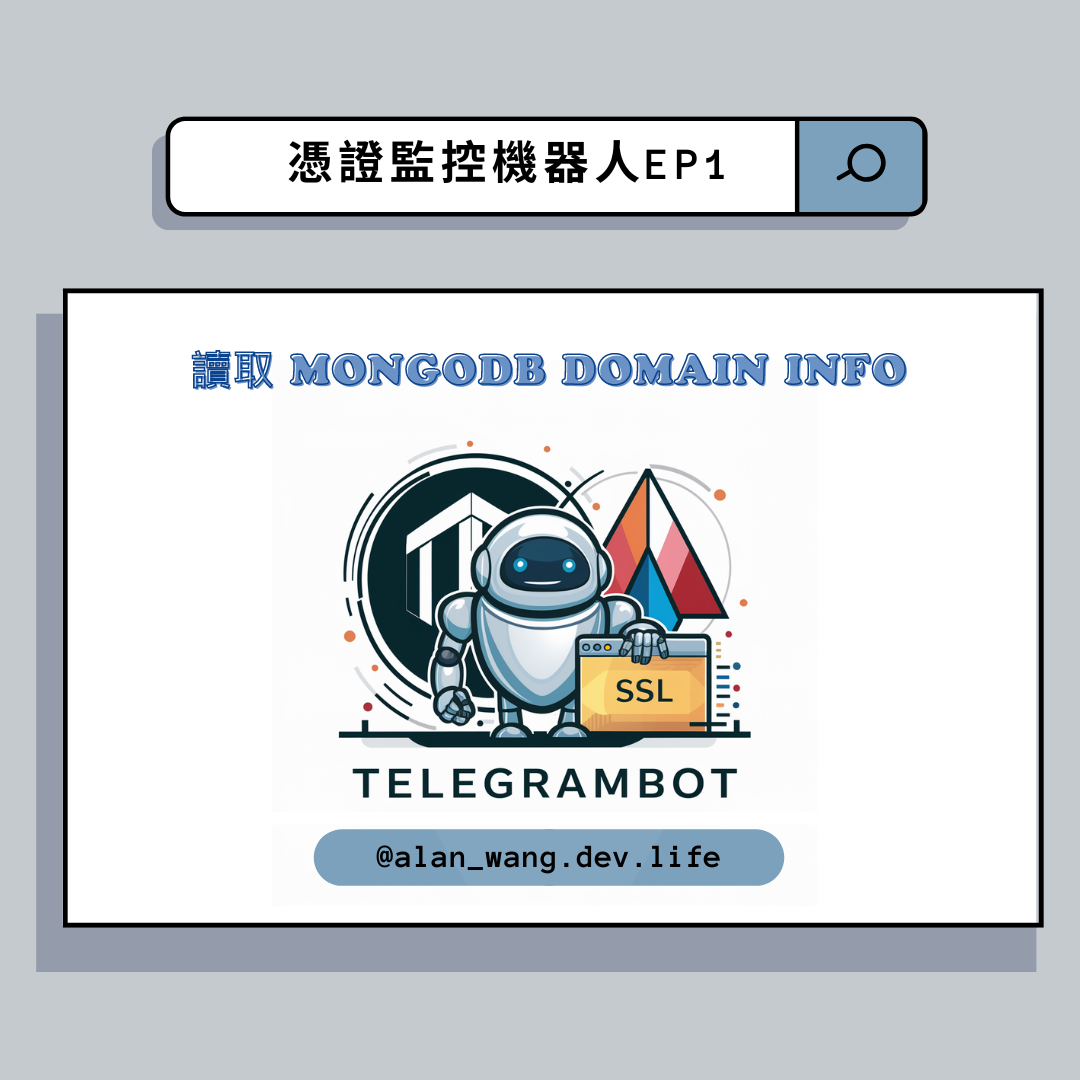 憑證監控機器人EP1
讀取 MONGODB DOMAIN INFO
SSL
TELEGRAMBOT
@alan_wang.dev.life